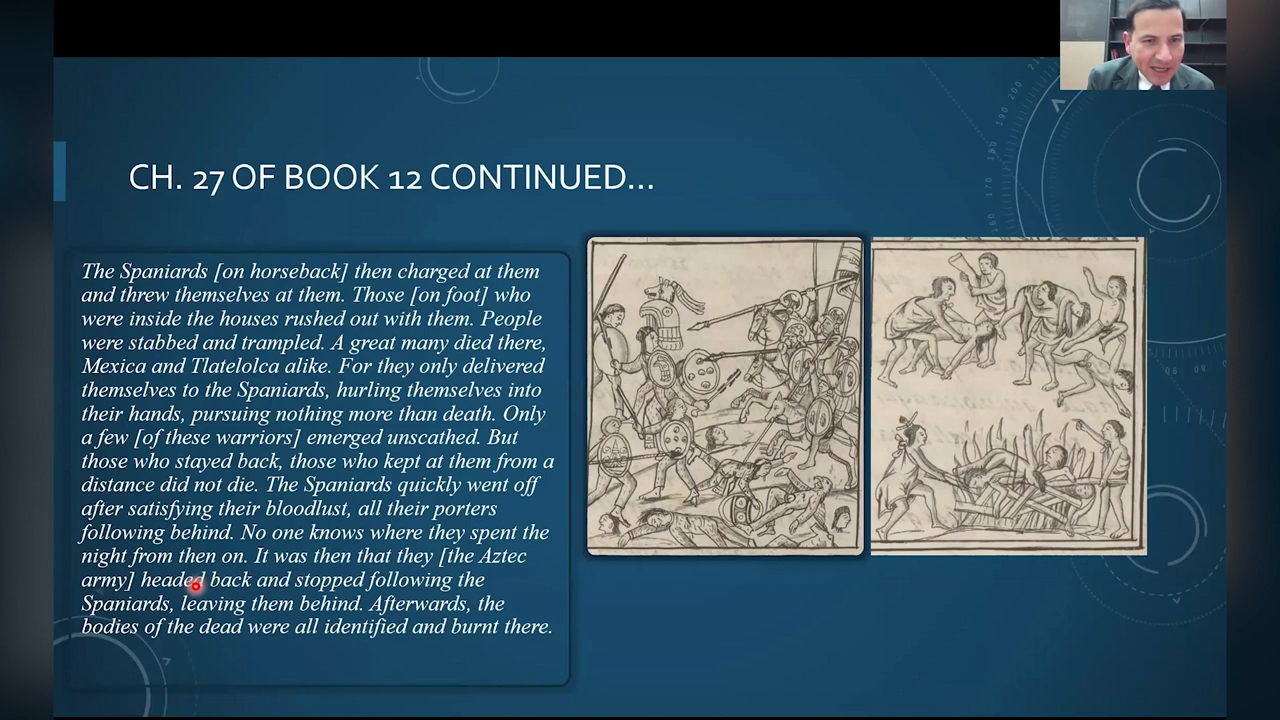 CH. 27 OF BOOK 12 CONTINUED...
The Spaniards [on horseback] then charged at them
and threw themselves at them. Those [on foot] who
were inside the houses rushed out with them. People
were stabbed and trampled. A great many died there,
Mexica and Tlatelolca alike. For they only delivered
themselves to the Spaniards, hurling themselves into
their hands, pursuing nothing more than death. Only
a few [of these warriors] emerged unscathed. But
those who stayed back, those who kept at them from a
distance did not die. The Spaniards quickly went off
after satisfying their bloodlust, all their porters
following behind. No one knows where they spent the
night from then on. It was then that they [the Aztec
army] headed back and stopped following the
Spaniards, leaving them behind. Afterwards, the
bodies of the dead were all identified and burnt there.
210
200
190
180
170
160